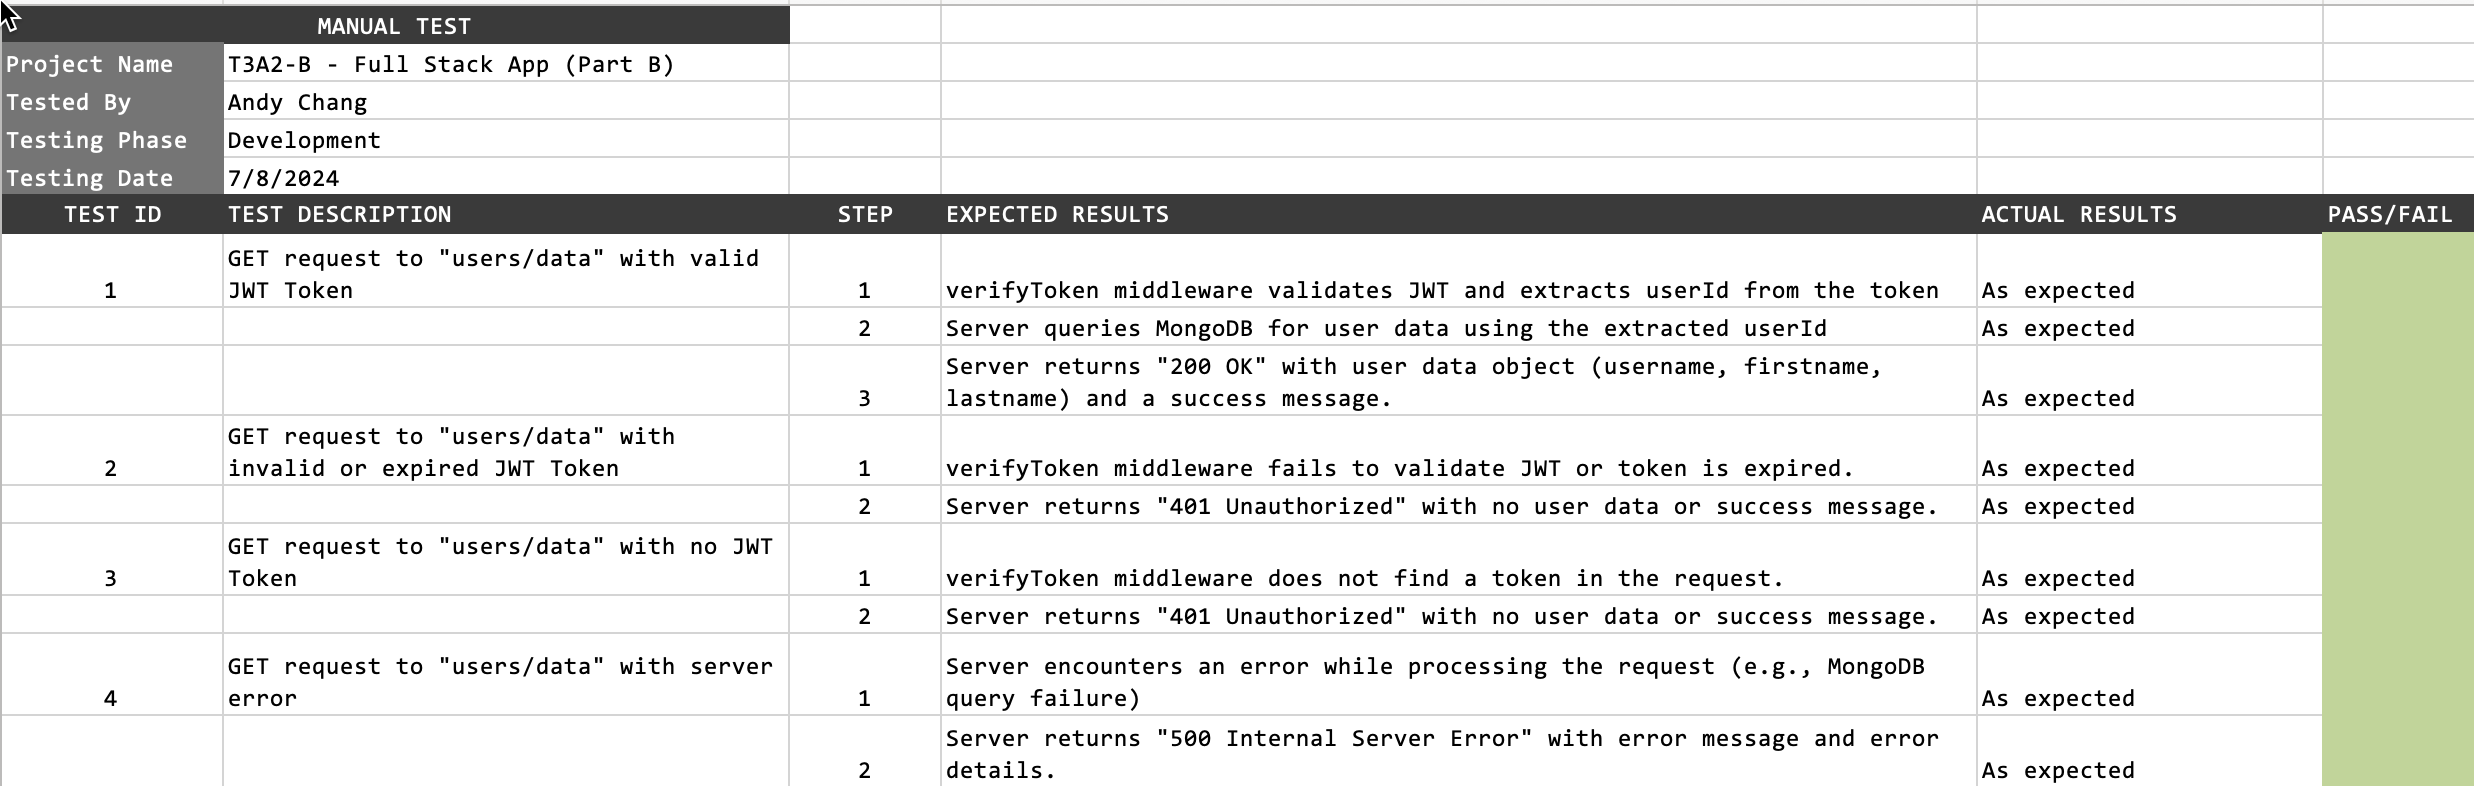 MANUAL TEST
Project Name T3A2-B - Full Stack App (Part B)
Tested By Andy Chang
Testing Phase Development
Testing Date 7/8/2024
TEST ID TEST DESCRIPTION STEP EXPECTED RESULTS ACTUAL RESULTS PASS/FAIL
GET request to "users/data" with valid
1 JWT Token 1 verifyToken middleware validates JWT and extracts userId from the token As expected
2 Server queries MongoDB for user data using the extracted userId As expected
Server returns "200 OK" with user data object (username, firstname,
3 lastname) and a success message. As expected
GET request to "users/data" with
2 invalid or expired JWT Token 1 verifyToken middleware fails to validate JWT or token is expired. As expected
2 Server returns "401 Unauthorized" with no user data or success message. As expected
GET request to "users/data" with no JWT
3 Token 1 verifyToken middleware does not find a token in the request. As expected
2 Server returns "401 Unauthorized" with no user data or success message. As expected
GET request to "users/data" with server Server encounters an error while processing the request (e.g., MongoDB
4 error 1 query failure) As expected
Server returns "500 Internal Server Error" with error message and error
2 details. As expected